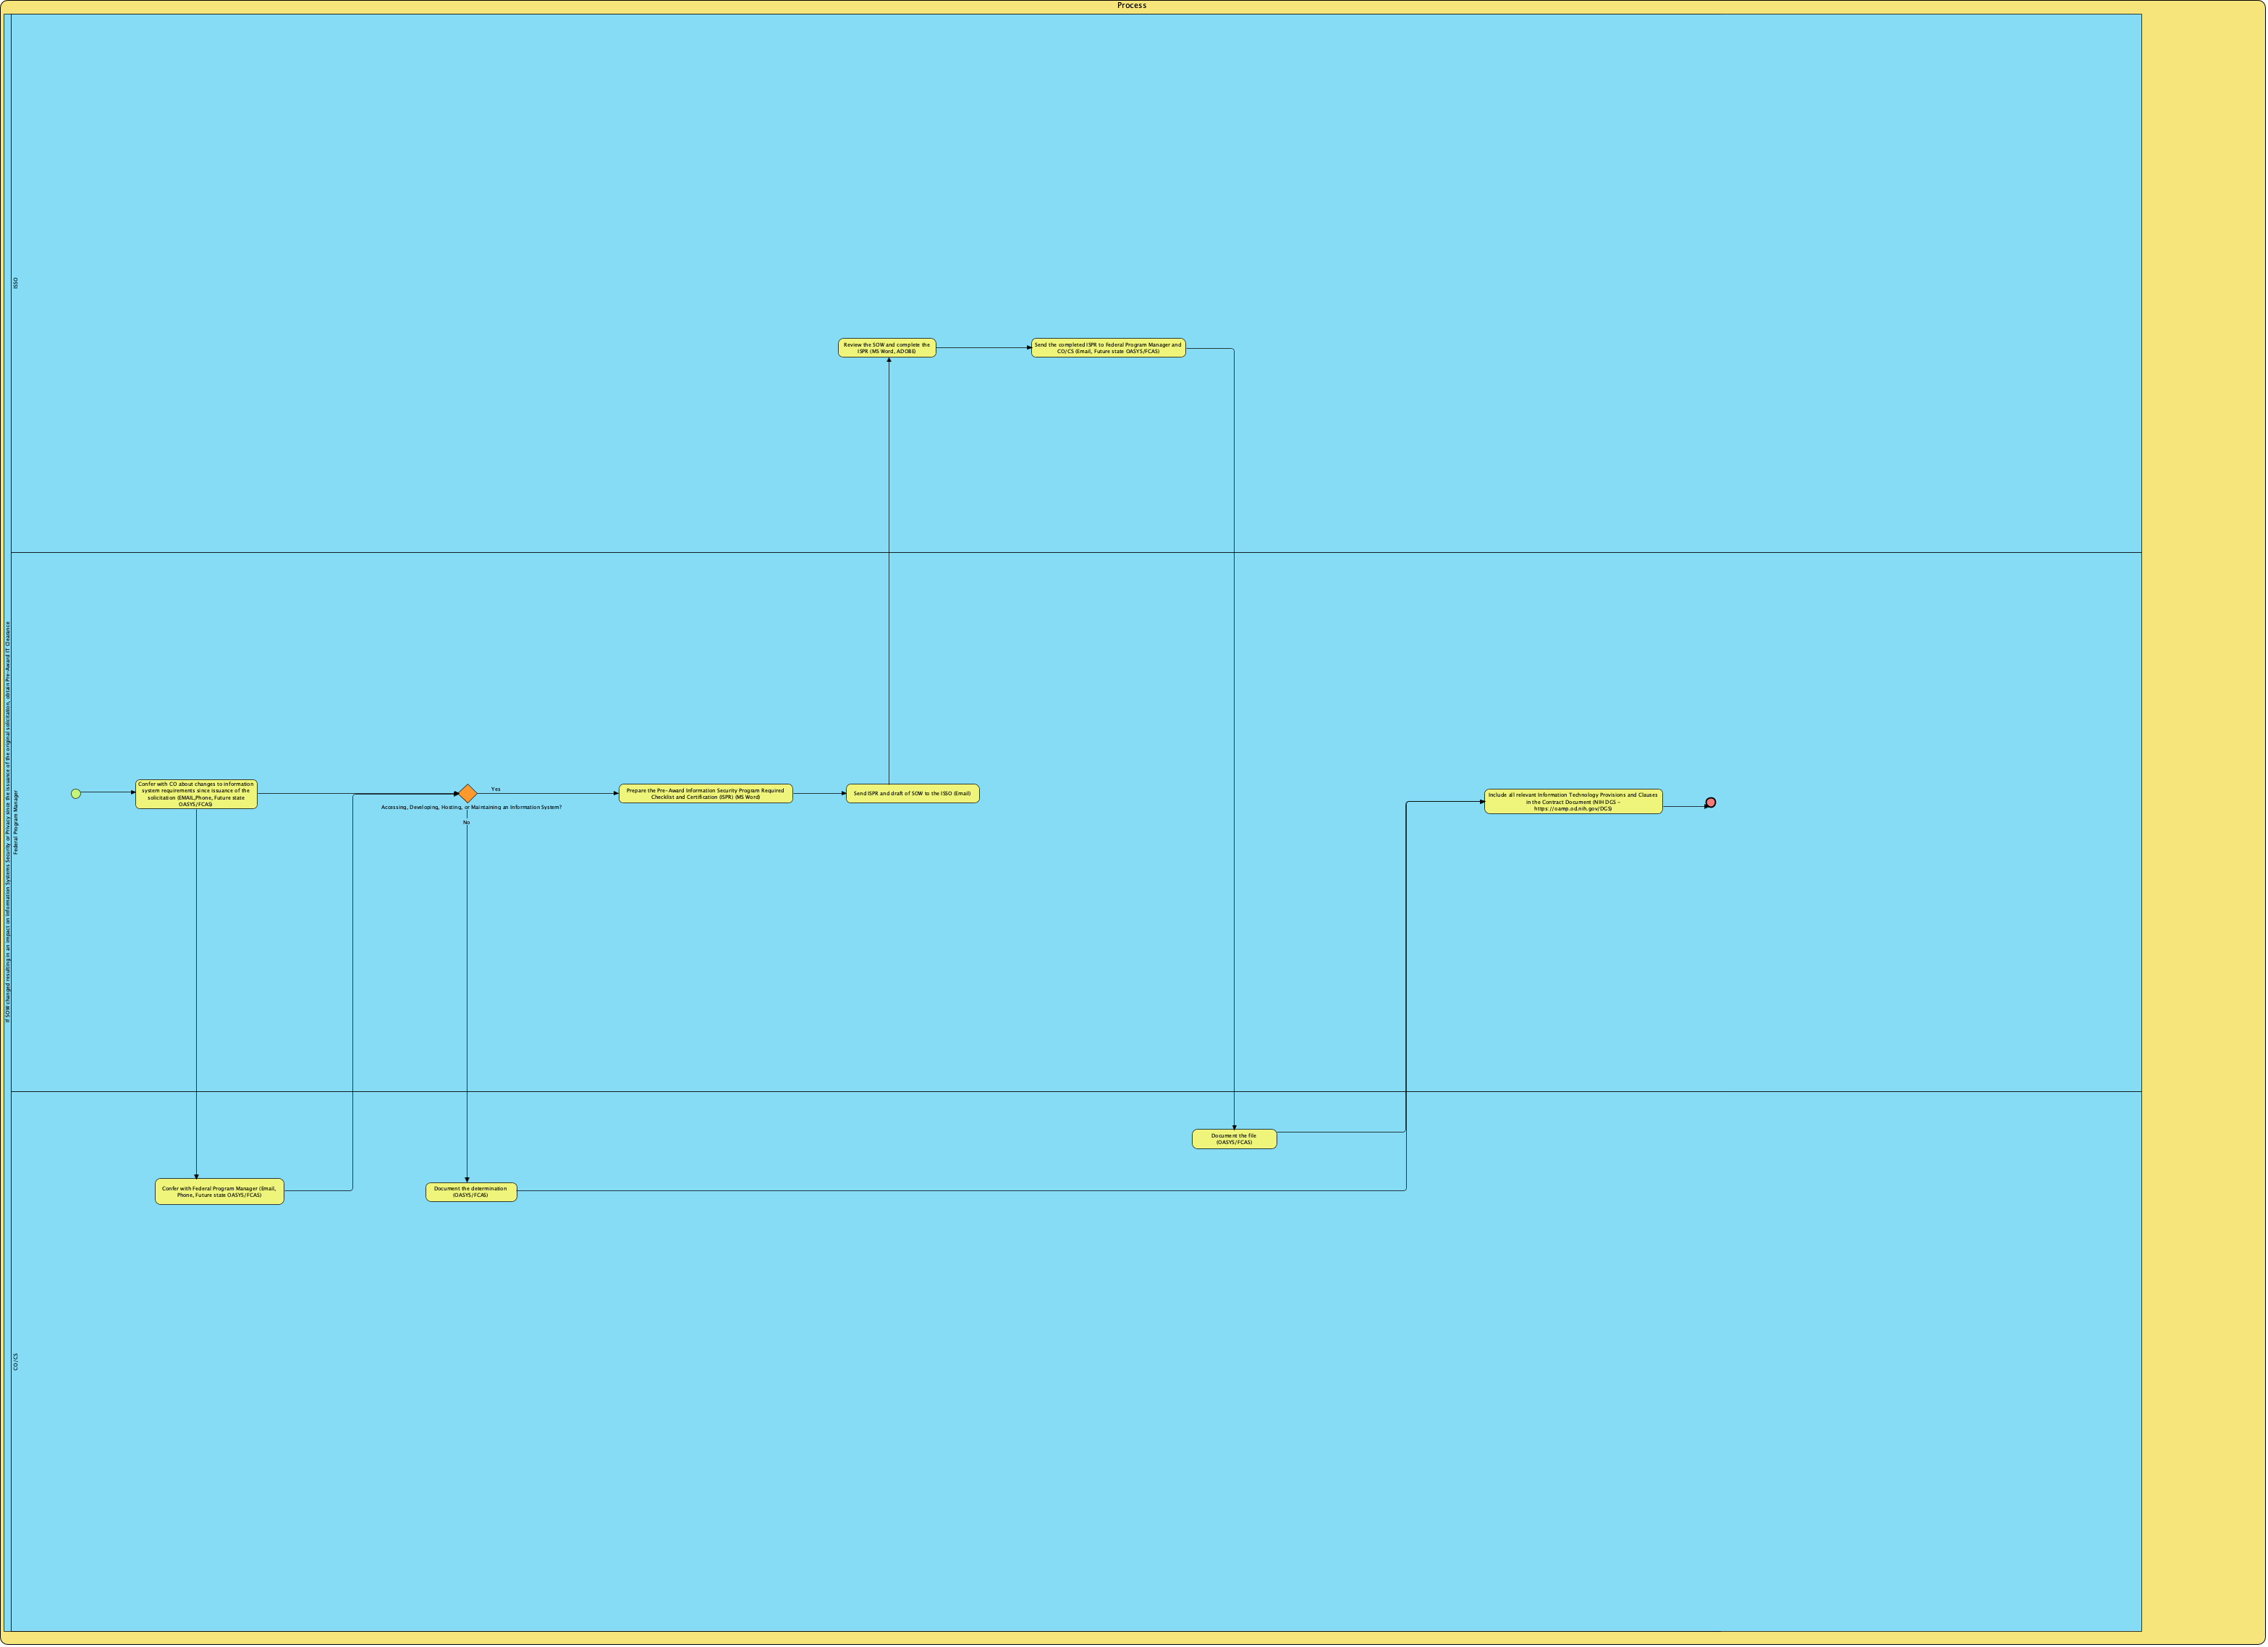 Process
ISSO
Review the SOW and complete the
ISPR (MS Word, ADOBE)
Send the completed ISPR to Federal Program Manager and
CO/CS (Email, Future state OASYS/FCAS)
If SOW changed resulting in an impact on Information Systems Security or Privacy since the issuance of the original solicitation, obtain Pre-Award IT Clearance
Federal Program Manager
Confer with CO about changes to information
system requirements since issuance of the
solicitation (EMAIL,Phone, Future state
OASYS/FCAS)
Yes
Accessing, Developing, Hosting, or Maintaining an Information System?
No
Prepare the Pre-Award Information Security Program Required
Checklist and Certification (ISPR) (MS Word)
Send ISPR and draft of SOW to the ISSO (Email)
Include all relevant Information Technology Provisions and Clauses
in the Contract Document (NIH DGS -
https://oamp.od.nih.gov/DGS)
Document the file
(OASYS/FCAS)
Confer with Federal Program Manager (Email,
Phone, Future state OASYS/FCAS)
Document the determination
(OASYS/FCAS)
CO/CS